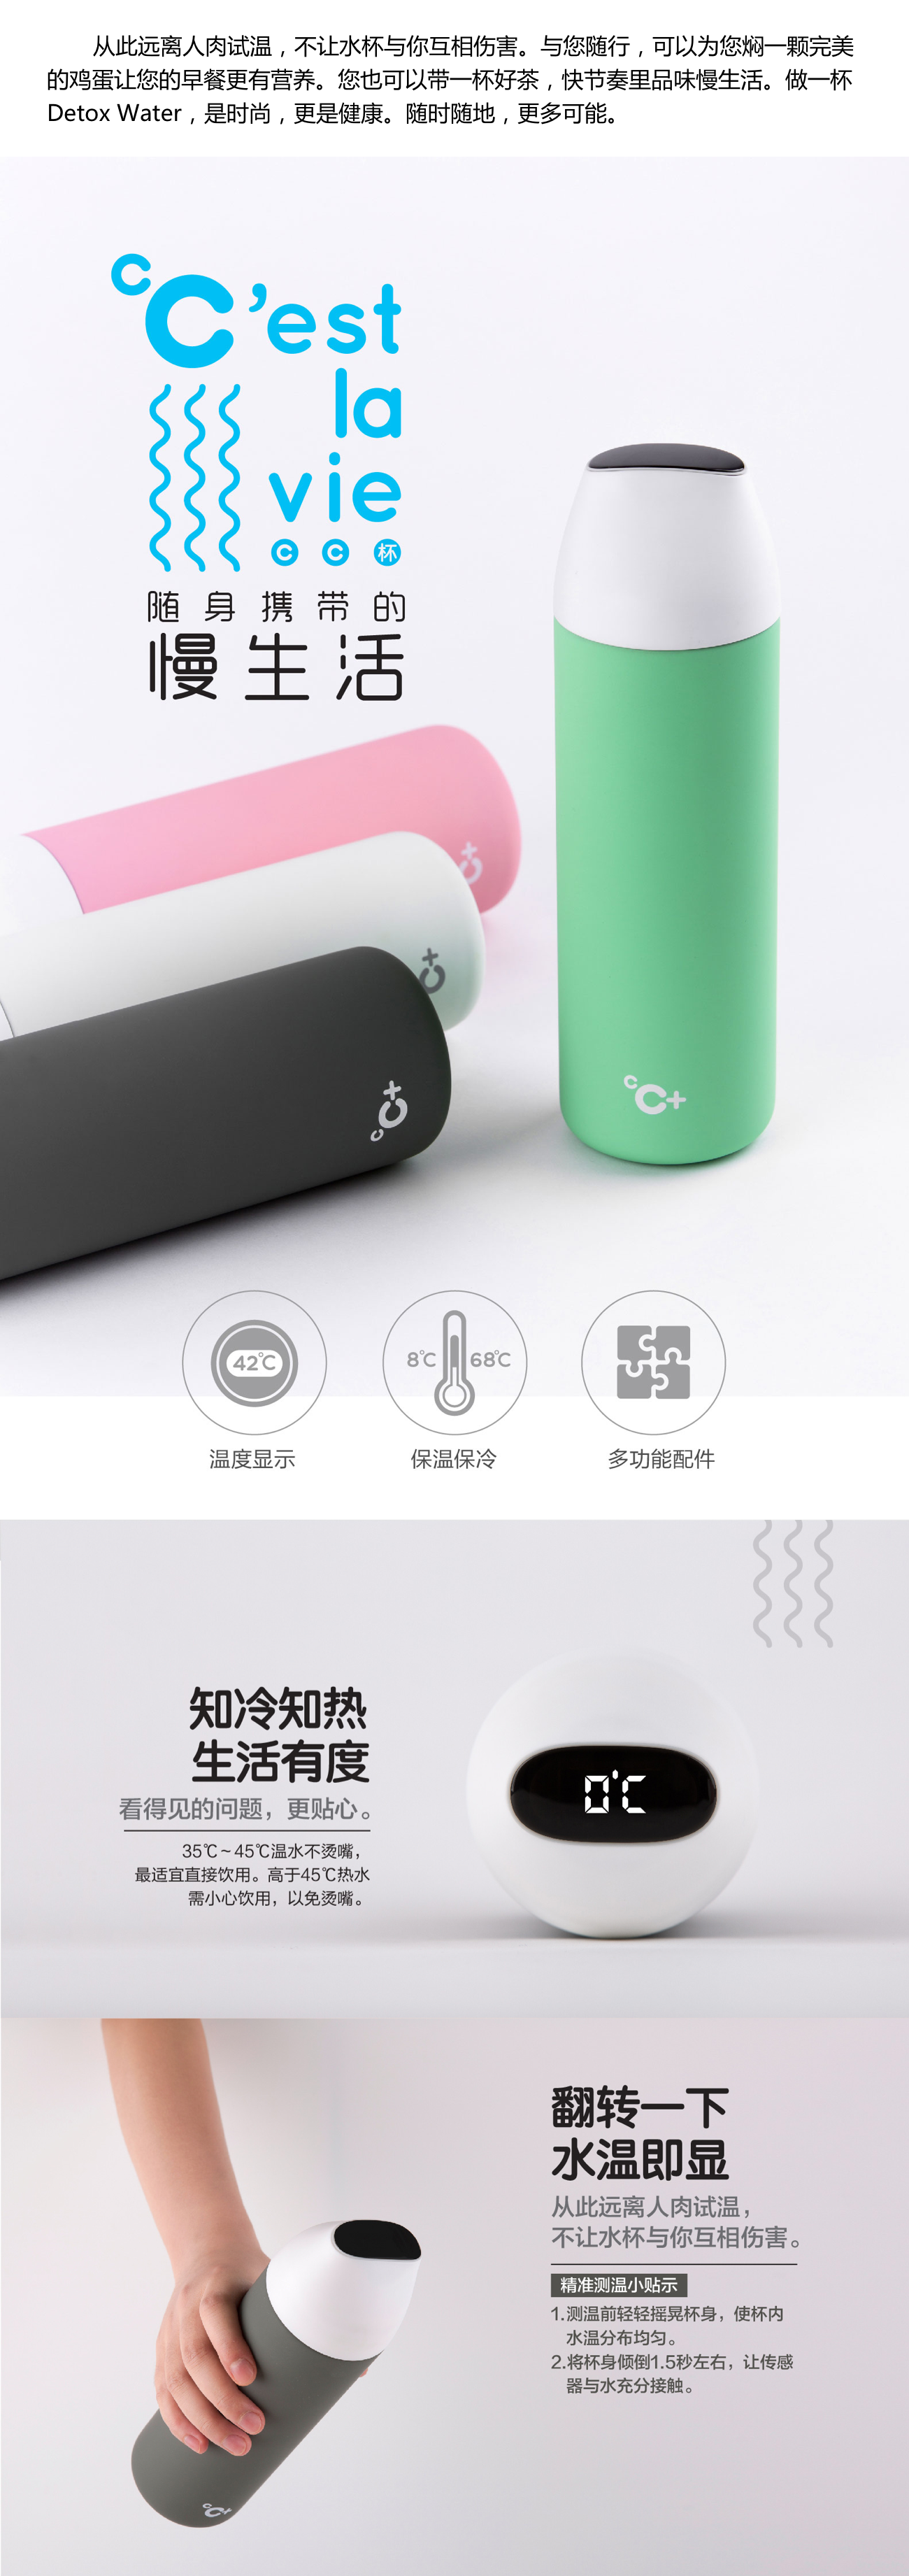 从此远离人肉试温，不让水杯与你互相伤害。与您随行，可以为您焖一颗完美
的鸡蛋让您的早餐更有营养。您也可以带一杯好茶，快节奏里品味慢生活。做一杯
Detox Water，是时尚，更是健康。随时随地，更多可能。
℃’est
la
vie
C C 杯
随身携带的
慢生活
℃+
℃+
℃+
℃+
42℃
8℃ 68℃
温度显示 保温保冷 多功能配件
知冷知热
生活有度
看得见的问题，更贴心。
35℃~45℃温水不烫嘴，
最适宜直接饮用。高于45℃热水
需小心饮用，以免烫嘴。
0℃
翻转一下
水温即显
从此远离人肉试温，
不让水杯与你互相伤害。
精准测温小贴示
1.测温前轻轻摇晃杯身，使杯内
水温分布均匀。
2.将杯身倾倒1.5秒左右，让传感
器与水充分接触。
℃+